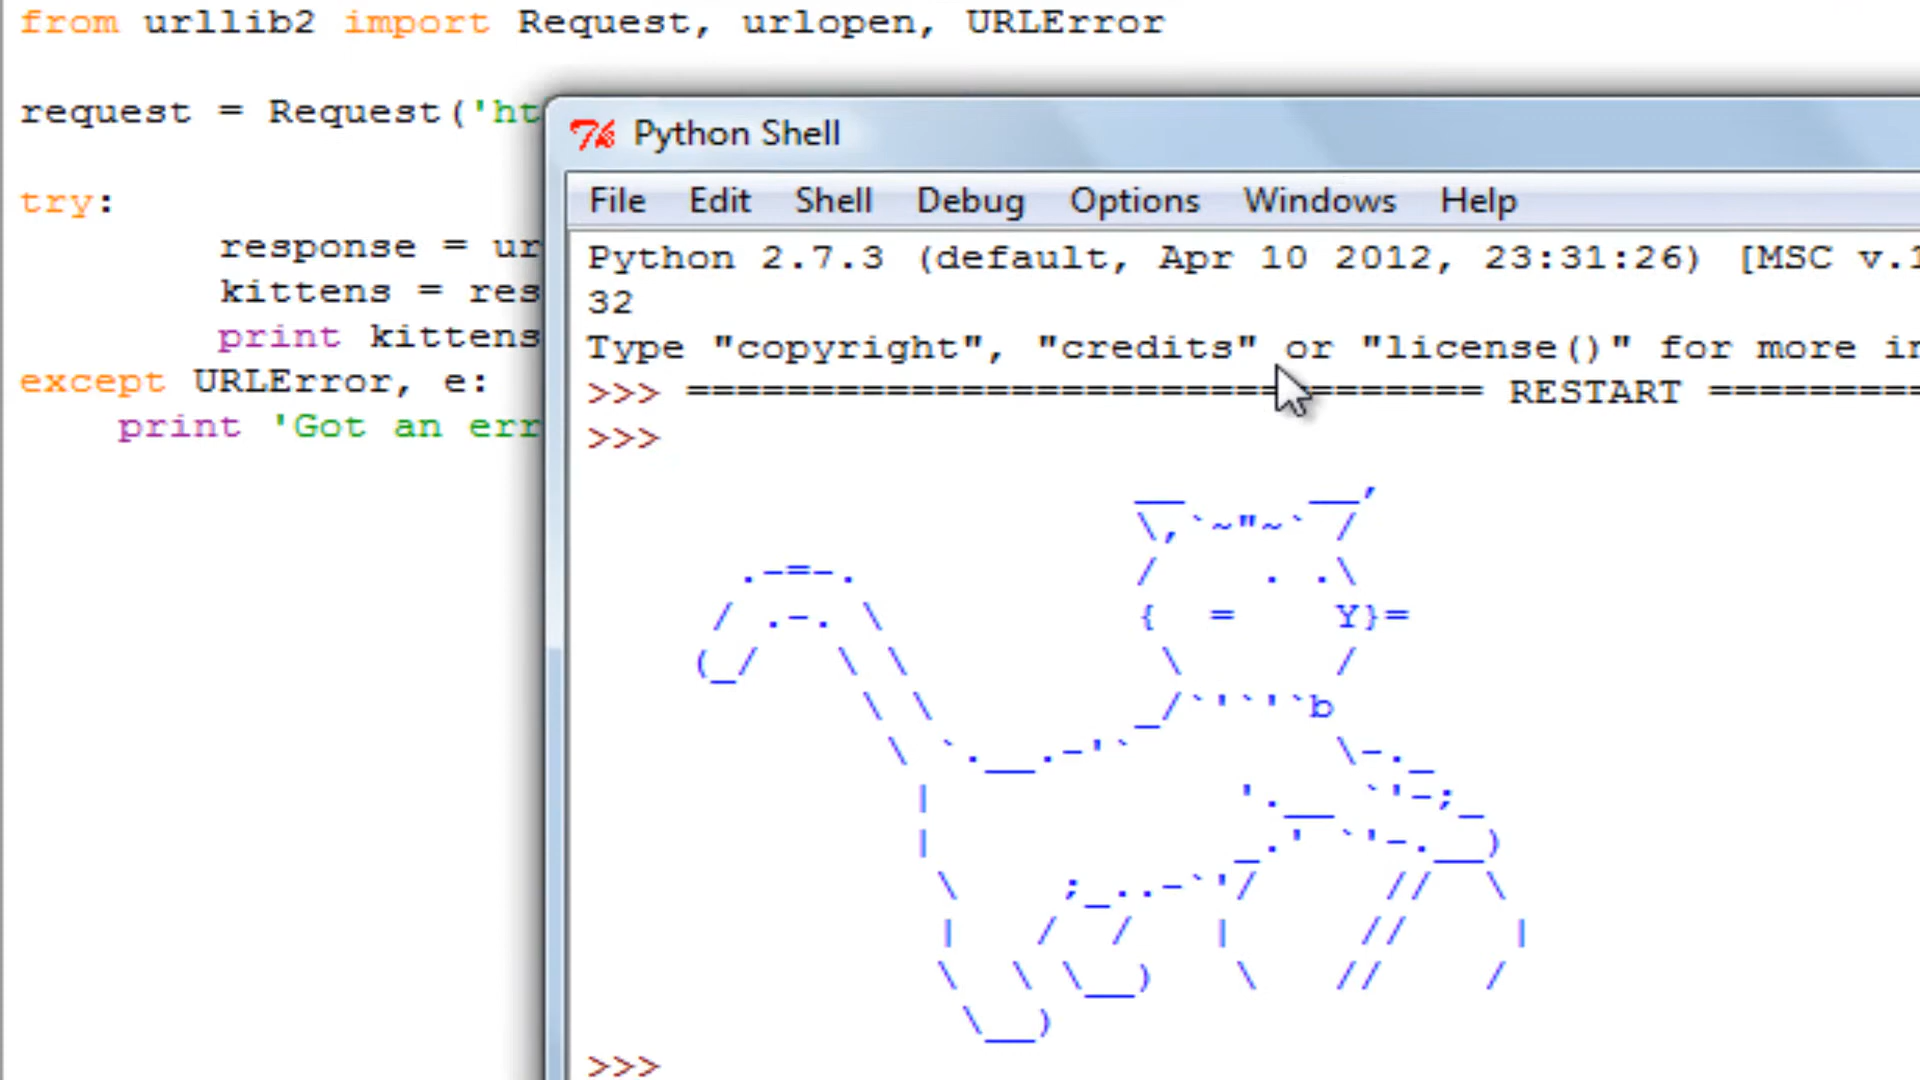 from urllib2 import Request, urlopen, URLError
request = Request('ht
try:
response = ur
kittens = res
print kittens
except URLError, e:
print 'Got an err
Python Shell
File Edit Shell Debug Options Windows Help
Python 2.7.3 (default, Apr 10 2012, 23:31:26) [MSC v.1
32
Type "copyright", "credits" or "license()" for more in
>>> ================================ RESTART =========
>>>
>>>